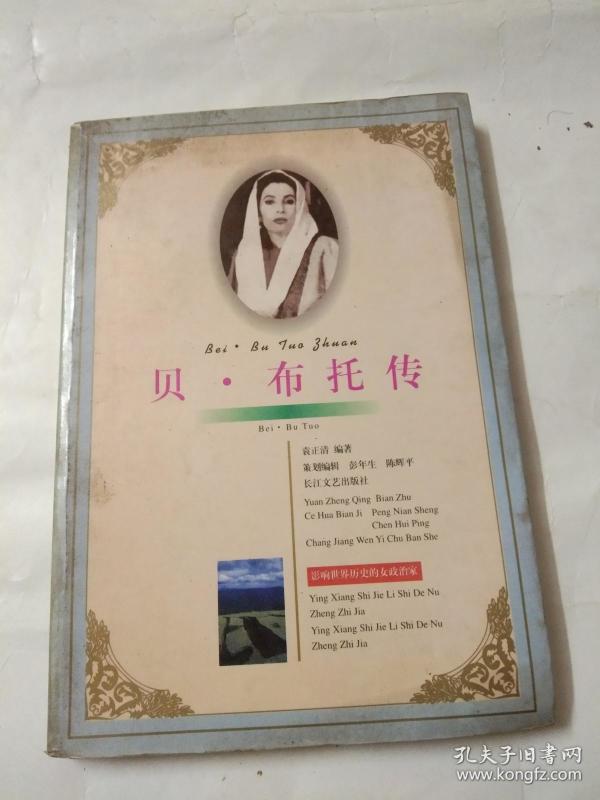 Bei · Bu Tuo Zhuan
贝·布托传
Bei · Bu Tuo
袁正清 编著
策划编辑 彭年生 陈辉平
长江文艺出版社
Yuan Zheng Qing Bian Zhu
Ce Hua Bian Ji Peng Nian Sheng
Chen Hui Ping
Chang Jiang Wen Yi Chu Ban She
影响世界历史的女政治家
Ying Xiang Shi Jie Li Shi De Nu
Zheng Zhi Jia
Ying Xiang Shi Jie Li Shi De Nu
Zheng Zhi Jia
孔夫子旧书网
www.kongfz.com